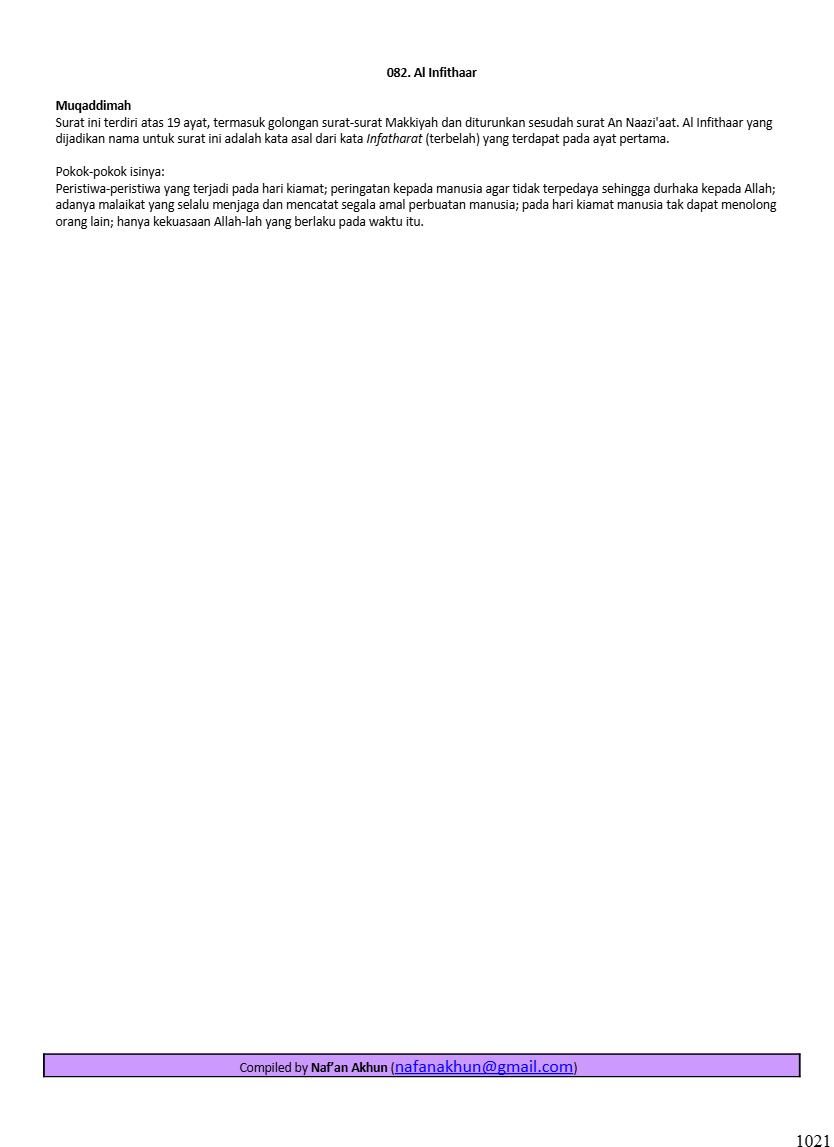 082. Al Infithaar
Muqaddimah
Surat ini terdiri atas 19 ayat, termasuk golongan surat-surat Makkiyah dan diturunkan sesudah surat An Naazi'aat. Al Infithaar yang
dijadikan nama untuk surat ini adalah kata asal dari kata Infatharat (terbelah) yang terdapat pada ayat pertama.
Pokok-pokok isinya:
Peristiwa-peristiwa yang terjadi pada hari kiamat; peringatan kepada manusia agar tidak terpedaya sehingga durhaka kepada Allah;
adanya malaikat yang selalu menjaga dan mencatat segala amal perbuatan manusia; pada hari kiamat manusia tak dapat menolong
orang lain; hanya kekuasaan Allah-lah yang berlaku pada waktu itu.
Compiled by Naf’an Akhun (nafanakhun@gmail.com)
1021